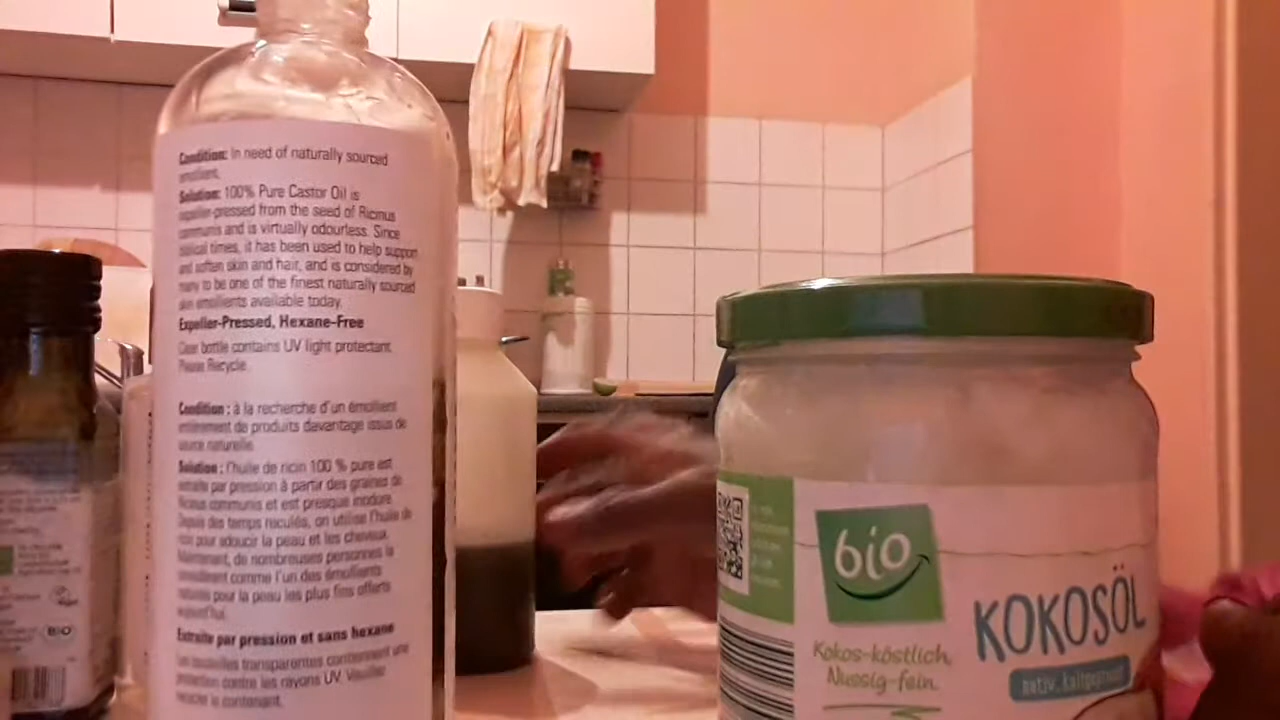 Condition: In need of naturally sourced
emollient.
Solution: 100% Pure Castor Oil is
expeller-pressed from the seed of Ricinus
communis and is virtually odourless. Since
biblical times, it has been used to help support
and soften skin and hair, and is considered by
many to be one of the finest naturally sourced
skin emollients available today.
Expeller-Pressed, Hexane-Free
Clear bottle contains UV light protectant.
Please Recycle.
Condition : à la recherche d'un émollient
entièrement de produits davantage issus de
source naturelle.
Solution : l'huile de ricin 100 % pure est
extraite par pression à partir des graines de
Ricinus communis et est presque inodore.
Depuis des temps reculés, on utilise l'huile de
ricin pour adoucir la peau et les cheveux.
Maintenant, de nombreuses personnes la
considèrent comme l'un des émollients
naturels pour la peau les plus fins offerts
aujourd'hui.
Extraite par pression et sans hexane
Les bouteilles transparentes contiennent une
protection contre les rayons UV. Veuillez
recycler le contenant.
BIO
bio
KOKOSÖL
nativ, kaltgepresst
Kokos-köstlich,
Nussig-fein.